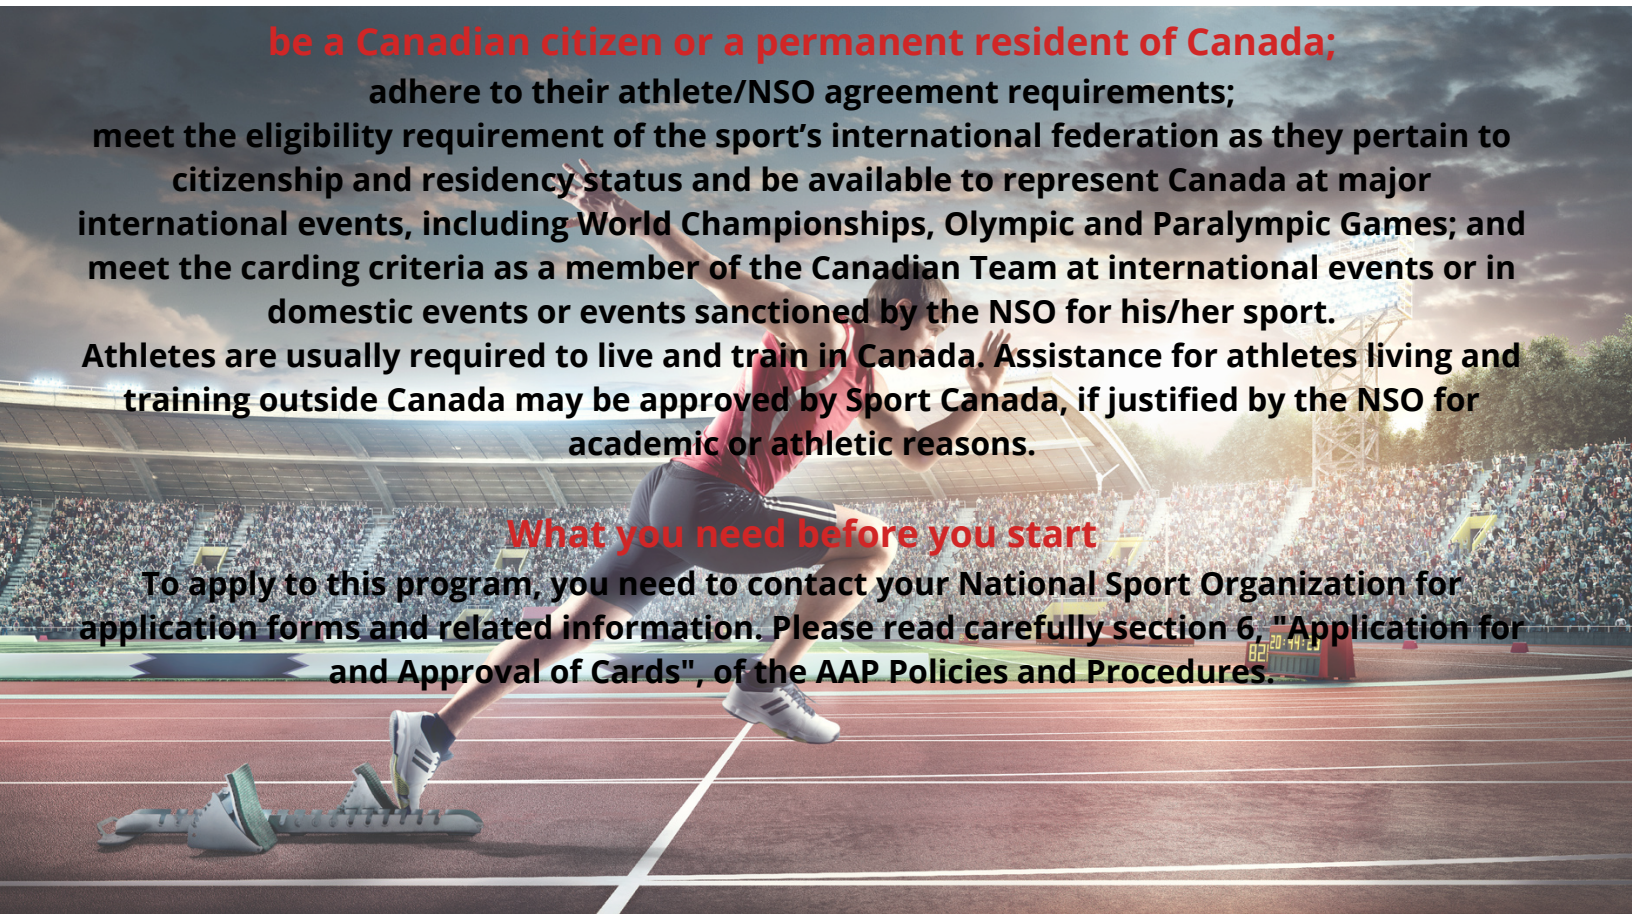 be a Canadian citizen or a permanent resident of Canada;
adhere to their athlete/NSO agreement requirements;
meet the eligibility requirement of the sport’s international federation as they pertain to
citizenship and residency status and be available to represent Canada at major
international events, including World Championships, Olympic and Paralympic Games; and
meet the carding criteria as a member of the Canadian Team at international events or in
domestic events or events sanctioned by the NSO for his/her sport.
Athletes are usually required to live and train in Canada. Assistance for athletes living and
training outside Canada may be approved by Sport Canada, if justified by the NSO for
academic or athletic reasons.
What you need before you start
To apply to this program, you need to contact your National Sport Organization for
application forms and related information. Please read carefully section 6, "Application for
and Approval of Cards", of the AAP Policies and Procedures.